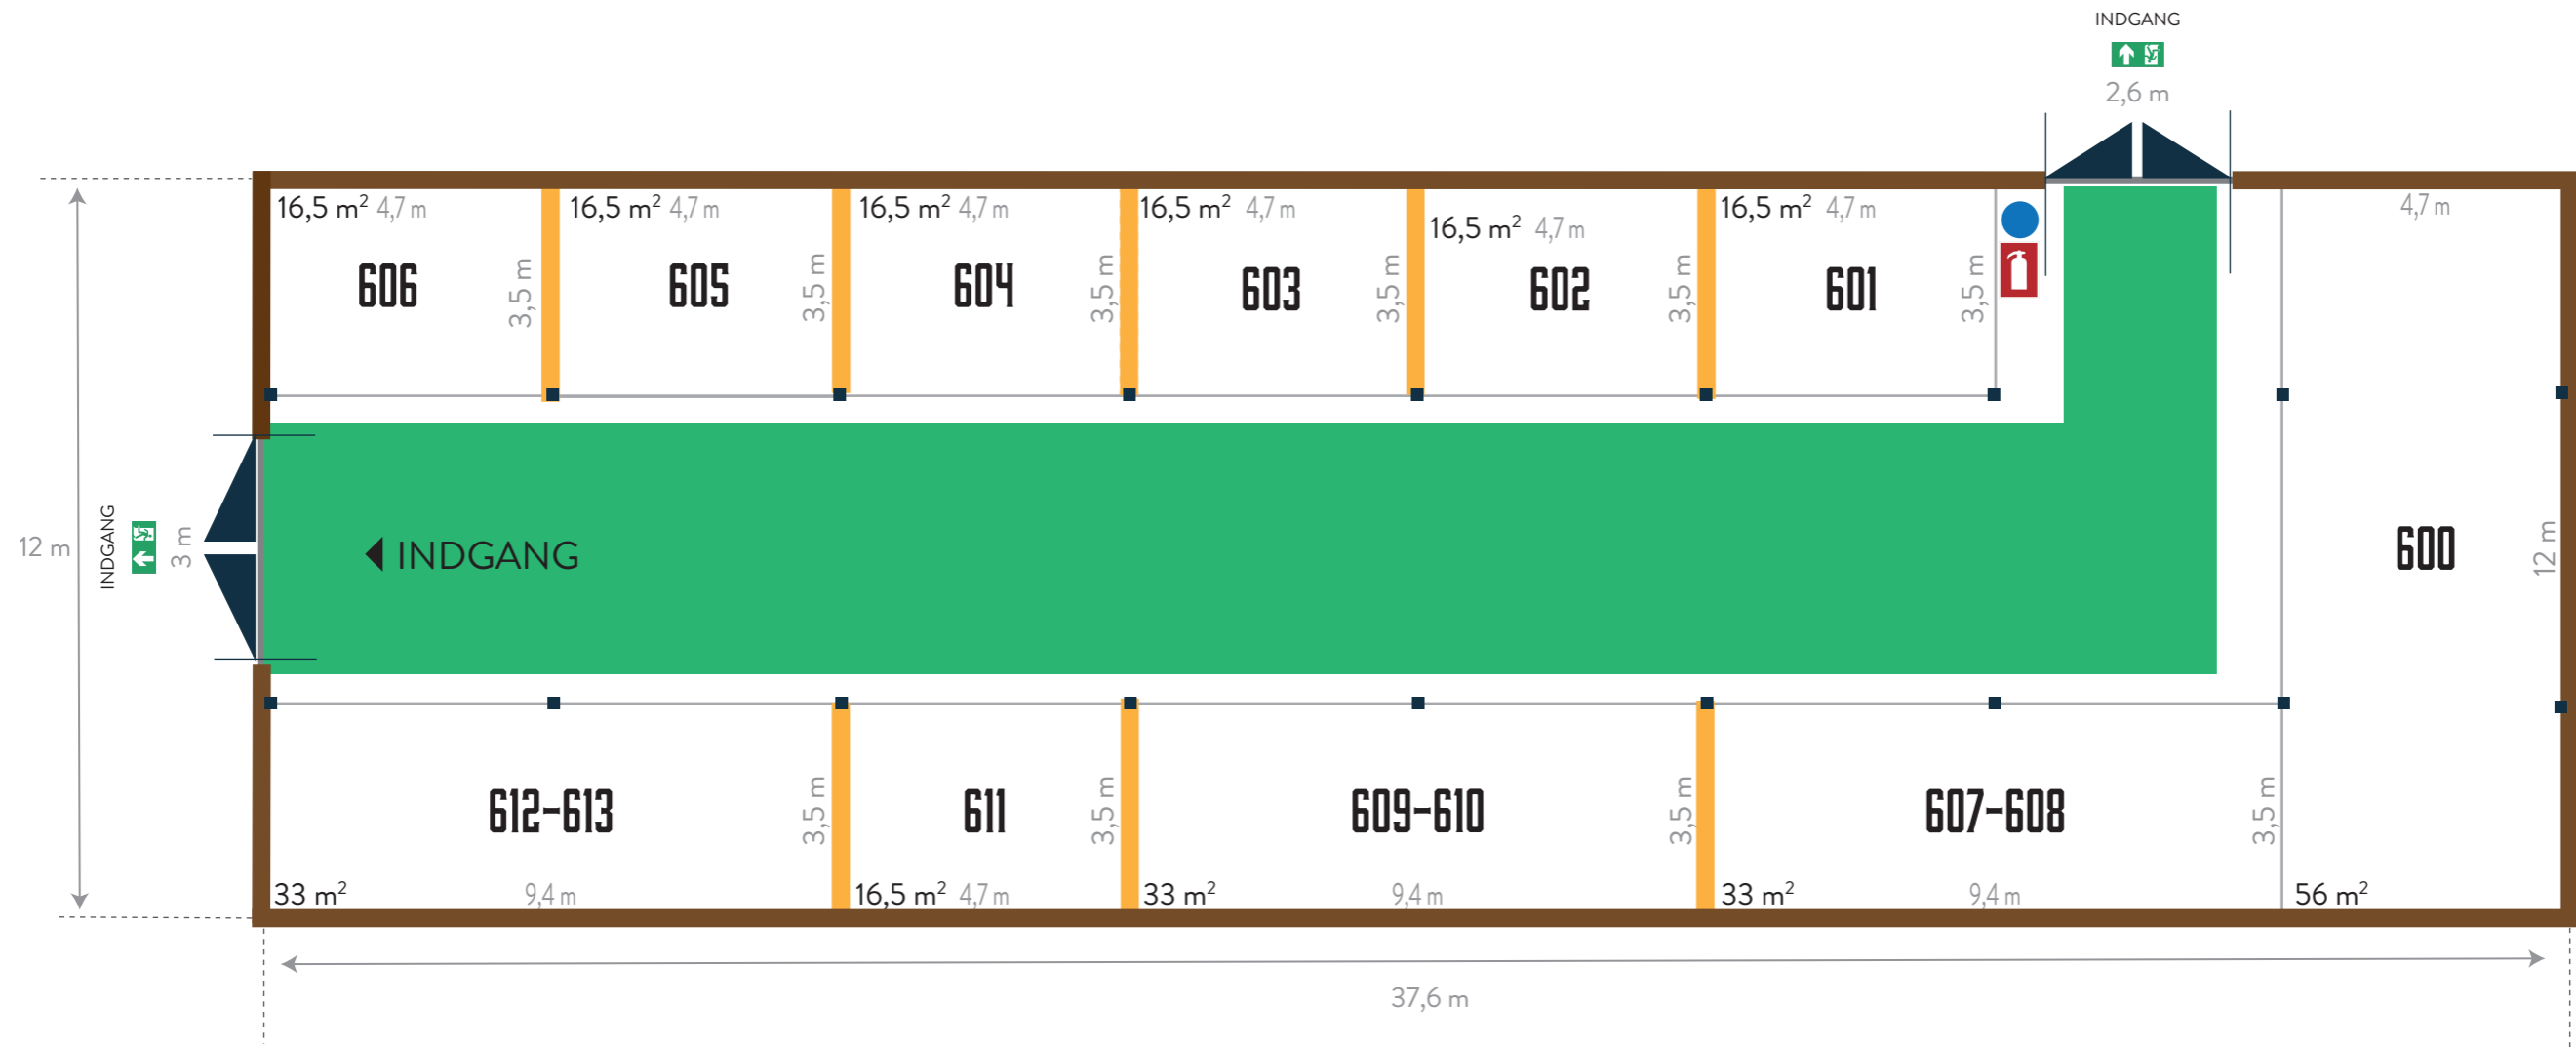 INDGANG
2,6 m
16,5 m² 4,7 m
16,5 m² 4,7 m
16,5 m² 4,7 m
16,5 m² 4,7 m
16,5 m² 4,7 m
16,5 m² 4,7 m
4,7 m
606
3,5 m
605
3,5 m
604
3,5 m
603
3,5 m
602
3,5 m
601
3,5 m
12 m
INDGANG
3 m
INDGANG
600
12 m
612-613
3,5 m
611
3,5 m
609-610
3,5 m
607-608
3,5 m
33 m²
9,4 m
16,5 m² 4,7 m
33 m²
9,4 m
33 m²
9,4 m
56 m²
37,6 m